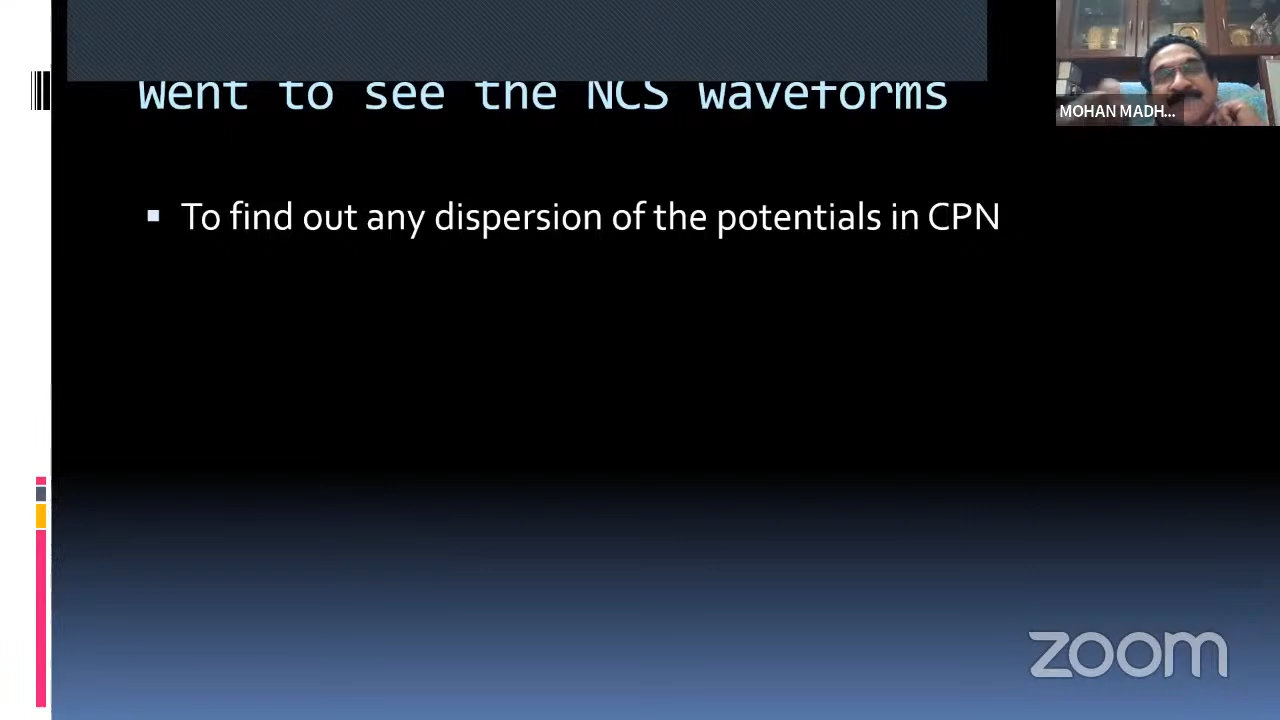 Went to see the NCS waveforms
MOHAN MADH...
To find out any dispersion of the potentials in CPN
zoom